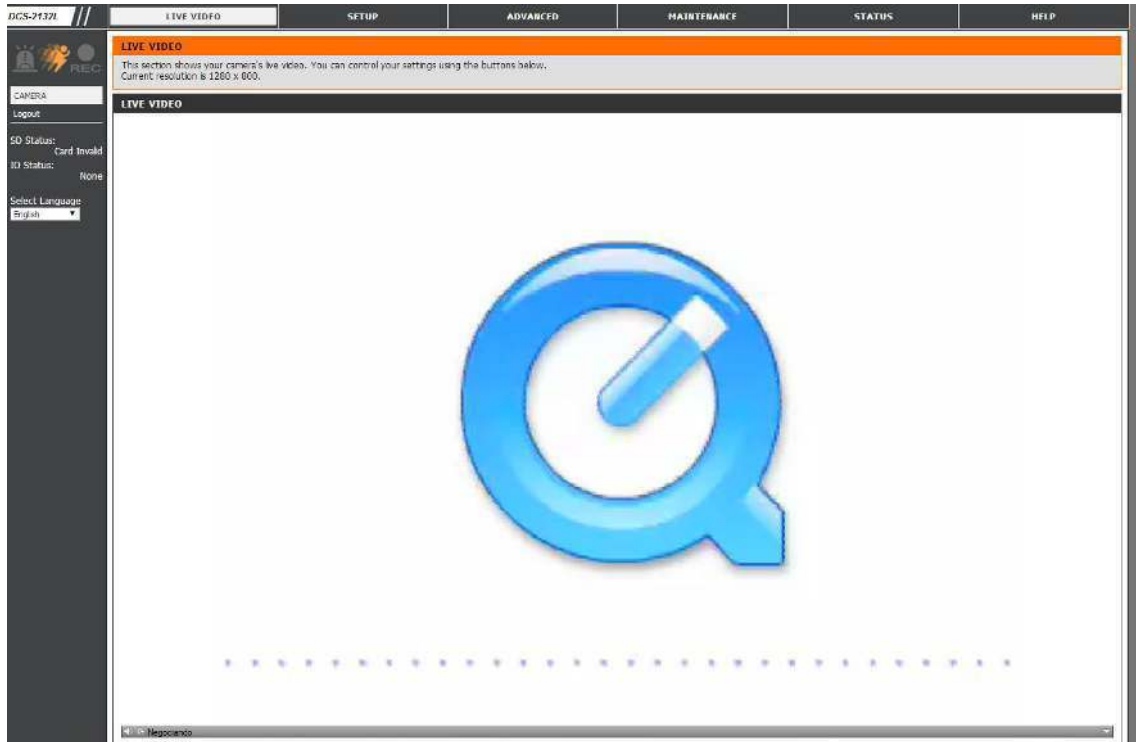 DCS-2132L
LIVE VIDEO SETUP ADVANCED MAINTENANCE STATUS HELP
REC
CAMERA
Logout
SD Status:
Card Invalid
IO Status:
None
Select Language
English
LIVE VIDEO
This section shows your camera's live video. You can control your settings using the buttons below.
Current resolution is 1280 x 800.
LIVE VIDEO
Negociando